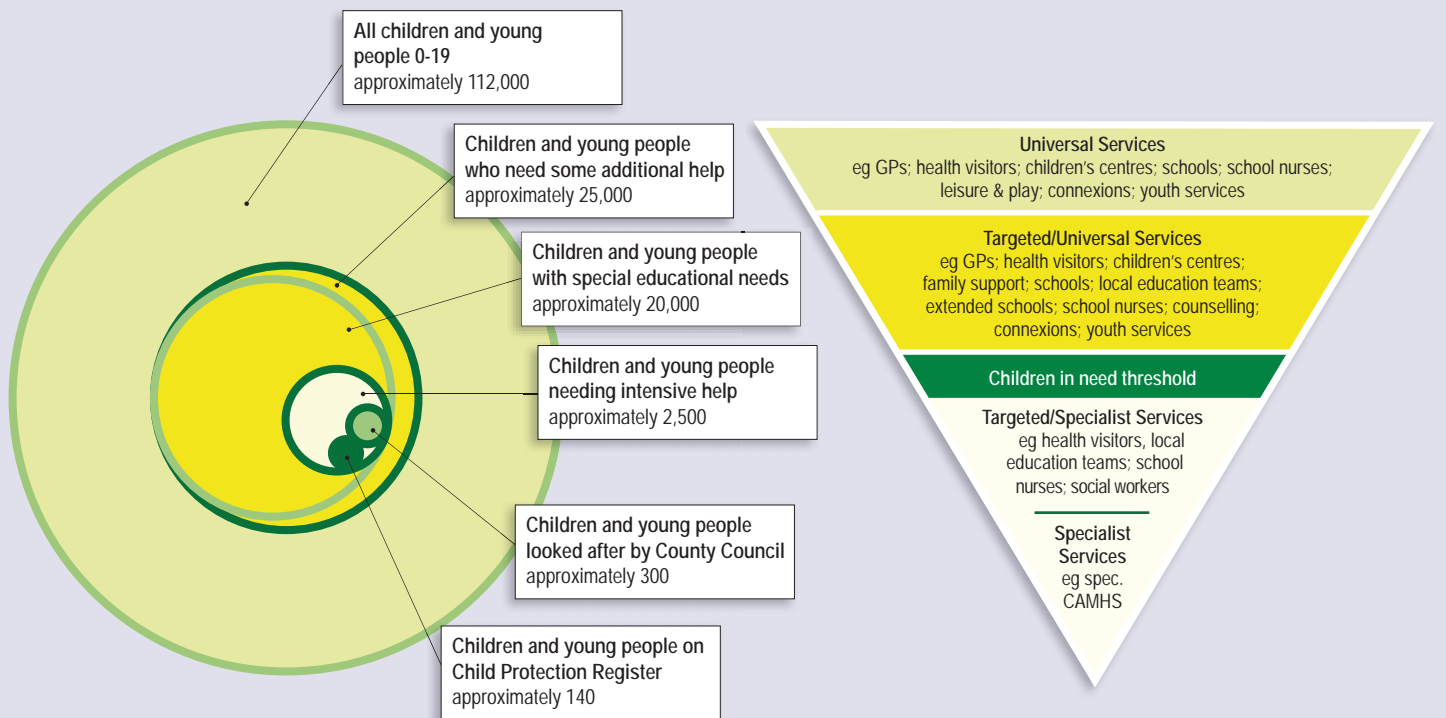 All children and young
people 0-19
approximately 112,000
Children and young people
who need some additional help
approximately 25,000
Children and young people
with special educational needs
approximately 20,000
Children and young people
needing intensive help
approximately 2,500
Children and young people
looked after by County Council
approximately 300
Children and young people on
Child Protection Register
approximately 140
Universal Services
eg GPs; health visitors; children's centres; schools; school nurses;
leisure & play; connexions; youth services
Targeted/Universal Services
eg GPs; health visitors; children's centres;
family support; schools; local education teams;
extended schools; school nurses; counselling;
connexions; youth services
Children in need threshold
Targeted/Specialist Services
eg health visitors, local
education teams; school
nurses; social workers
Specialist
Services
eg spec.
CAMHS